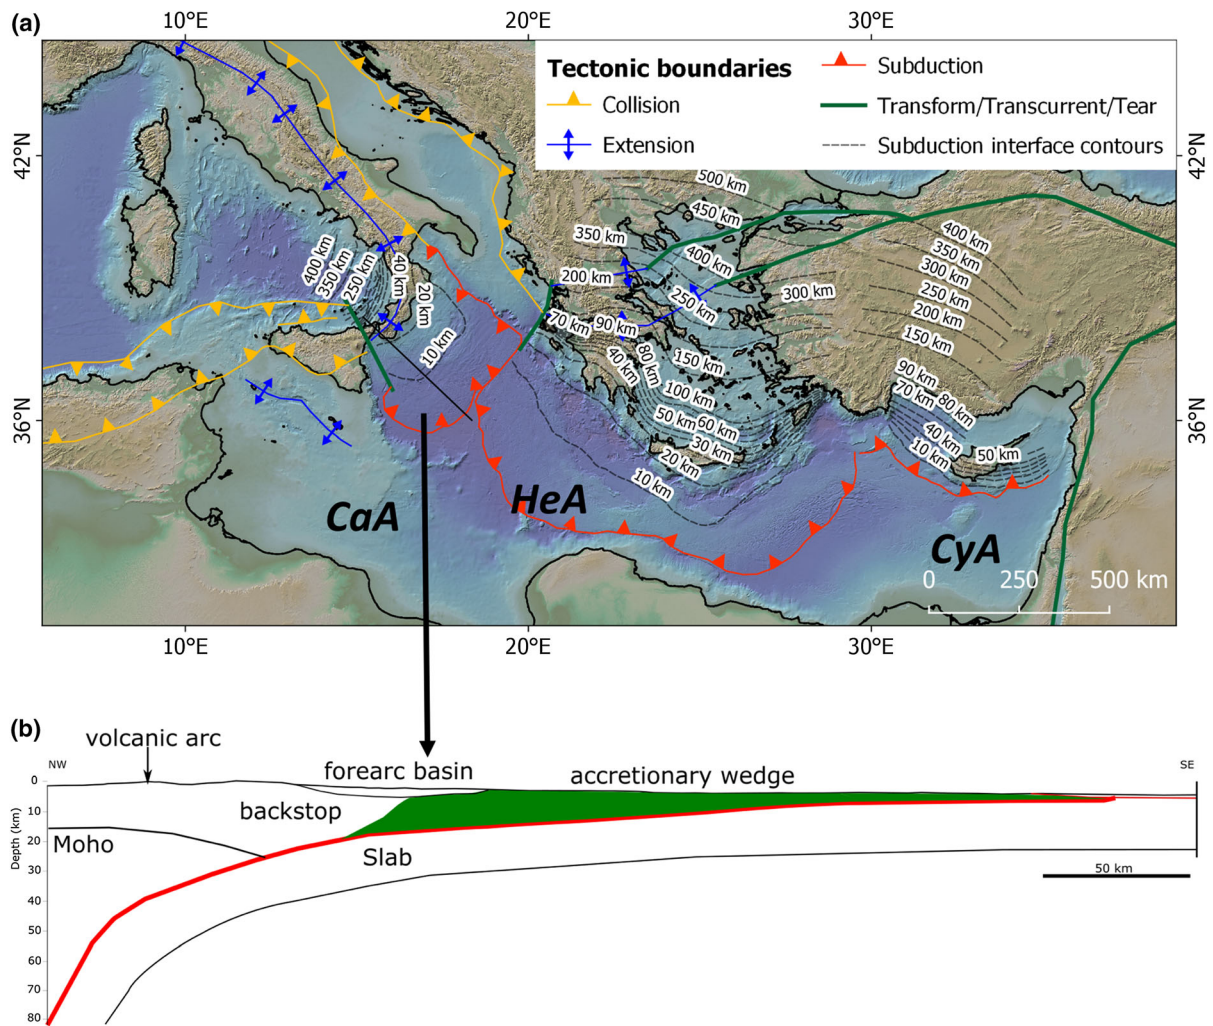 (a)
10°E 20°E 30°E
Tectonic boundaries
Collision
Extension
Subduction
Transform/Transcurrent/Tear
Subduction interface contours
42°N
42°N
36°N
36°N
500 km
450 km
400 km
350 km
200 km
250 km
300 km
400 km
350 km
300 km
250 km
200 km
150 km
400 km
350 km
250 km
40 km
20 km
10 km
70 km
90 km
80 km
40 km
150 km
100 km
50 km
60 km
30 km
20 km
10 km
90 km
80 km
70 km
40 km
10 km
50 km
CaA
HeA
CyA
0 250 500 km
10°E 20°E 30°E
(b)
volcanic arc
NW
SE
forearc basin
accretionary wedge
backstop
Moho
Slab
Depth (km)
0
10
20
30
40
50
60
70
80
50 km